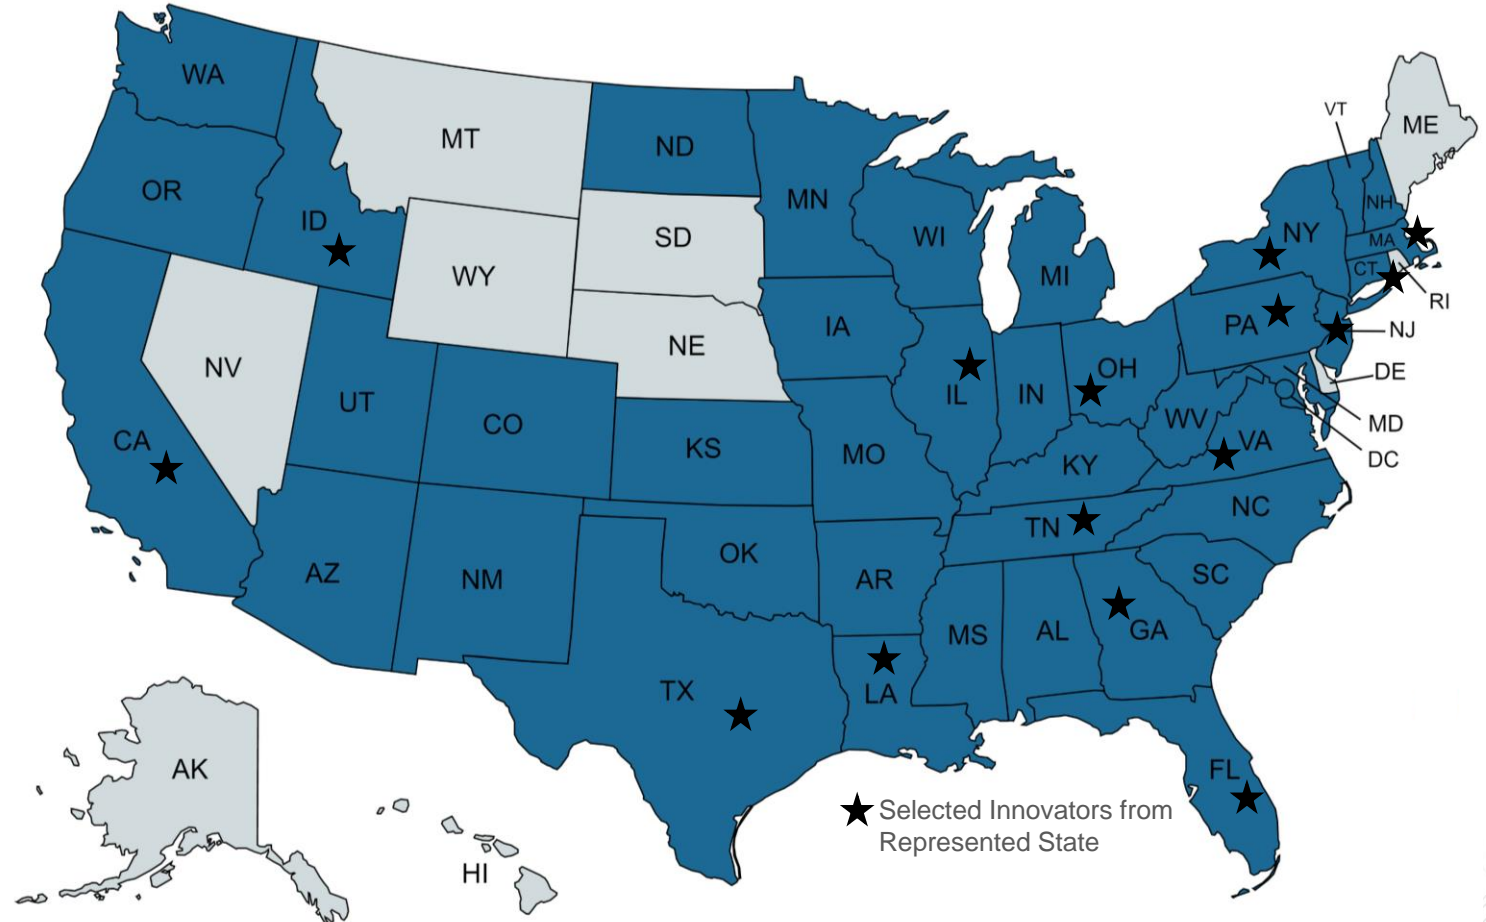 WA
MT
ND
MN
VT
ME
OR
ID
SD
WI
MI
NH
NY
MA
CT
RI
WY
IA
PA
NJ
NV
NE
IL
IN
OH
DE
UT
CO
MD
CA
KS
MO
WV
VA
DC
KY
NC
TN
AZ
NM
OK
AR
SC
MS
AL
GA
TX
LA
AK
FL
HI
Selected Innovators from
Represented State